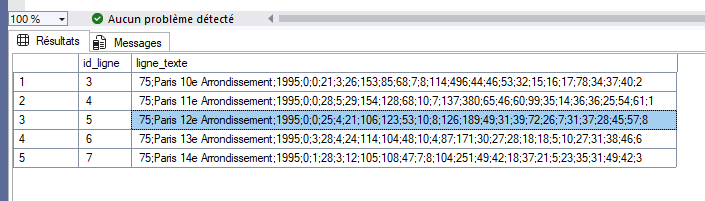 100 % Aucun problème détecté
Résultats Messages
id_ligne ligne_texte
1 3 75;Paris 10e Arrondissement;1995;0;0;21;3;26;153;85;68;7;8;114;496;44;46;53;32;15;16;17;78;34;37;40;2
2 4 75;Paris 11e Arrondissement;1995;0;0;28;5;29;154;128;68;10;7;137;380;65;46;60;99;35;14;36;36;25;54;61;1
3 5 75;Paris 12e Arrondissement;1995;0;0;25;4;21;106;123;53;10;8;126;189;49;31;39;72;26;7;31;37;28;45;57;8
4 6 75;Paris 13e Arrondissement;1995;0;3;28;4;24;114;104;48;10;4;87;171;30;27;28;18;18;5;10;27;31;38;46;6
5 7 75;Paris 14e Arrondissement;1995;0;1;28;3;12;105;108;47;7;8;104;251;49;42;18;37;21;5;23;35;31;49;42;3